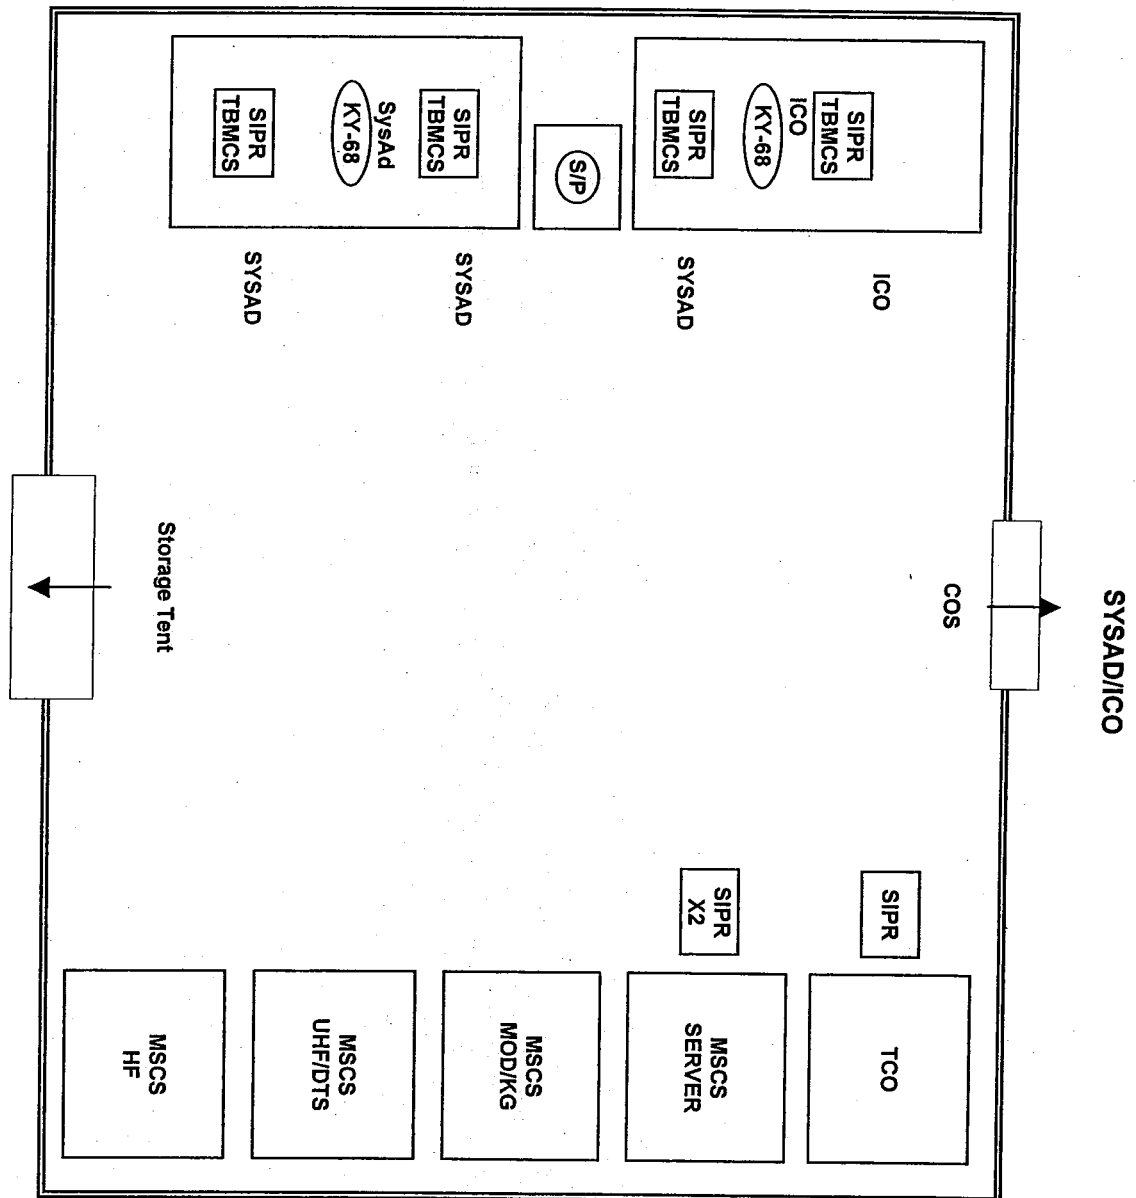 SYSAD/ICO
COS
SIPR
TBMCS
ICO
ICO
KY-68
SIPR
TBMCS
SYSAD
S/P
SIPR
TBMCS
SYSAD
SysAd
KY-68
SIPR
TBMCS
SYSAD
SIPR
TCO
SIPR
X2
MSCS
SERVER
MSCS
MOD/KG
MSCS
UHF/DTS
MSCS
HF
Storage Tent